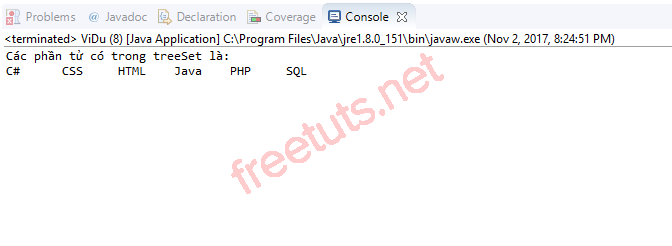 Problems @ Javadoc Declaration Coverage Console
<terminated> ViDu (8) [Java Application] C:\Program Files\Java\jre1.8.0_151\bin\javaw.exe (Nov 2, 2017, 8:24:51 PM)
Các phần tử có trong treeSet là:
C# CSS HTML Java PHP SQL
freetuts.net